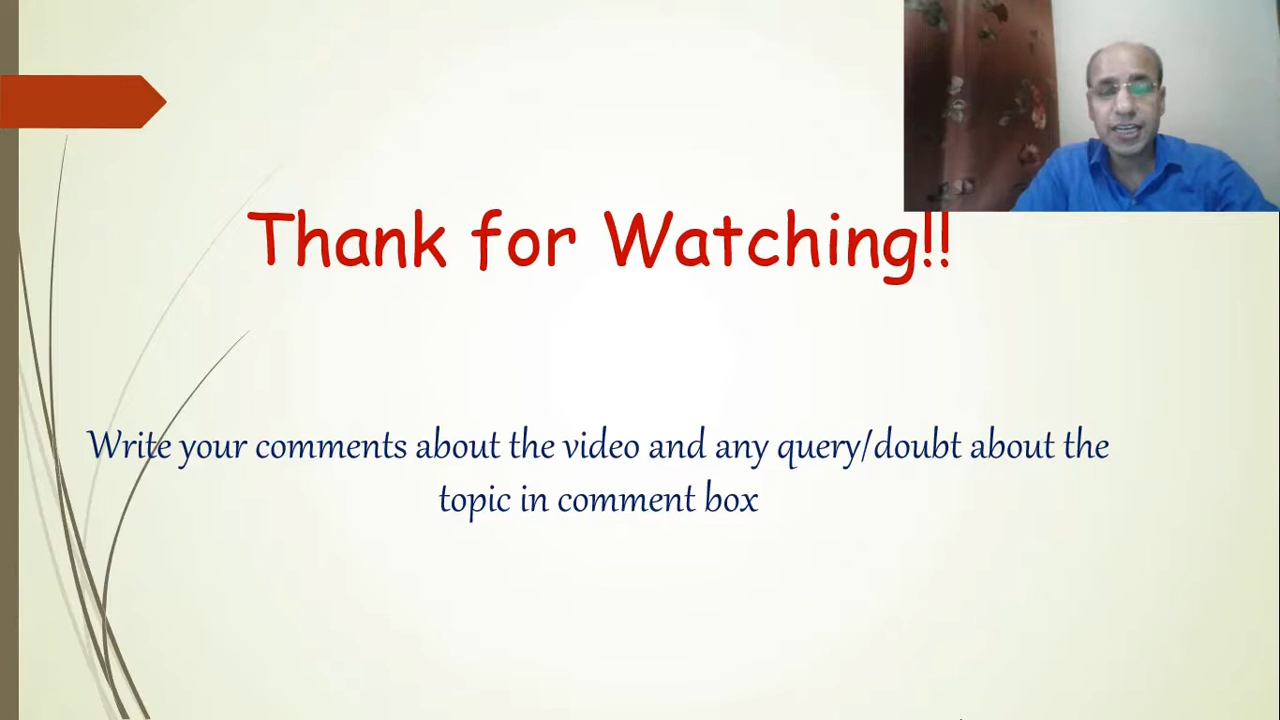 Thank for Watching!!
Write your comments about the video and any query/doubt about the
topic in comment box